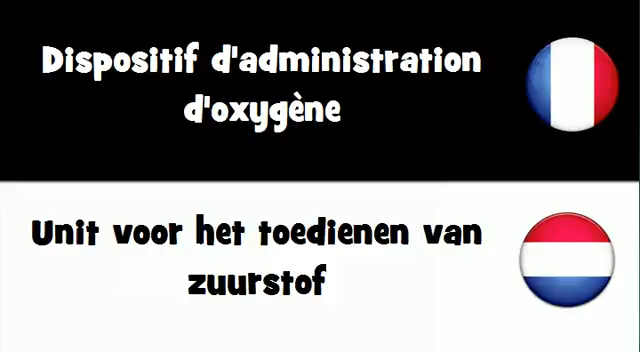 Dispositif d'administration
d'oxygène
Unit voor het toedienen van
zuurstof